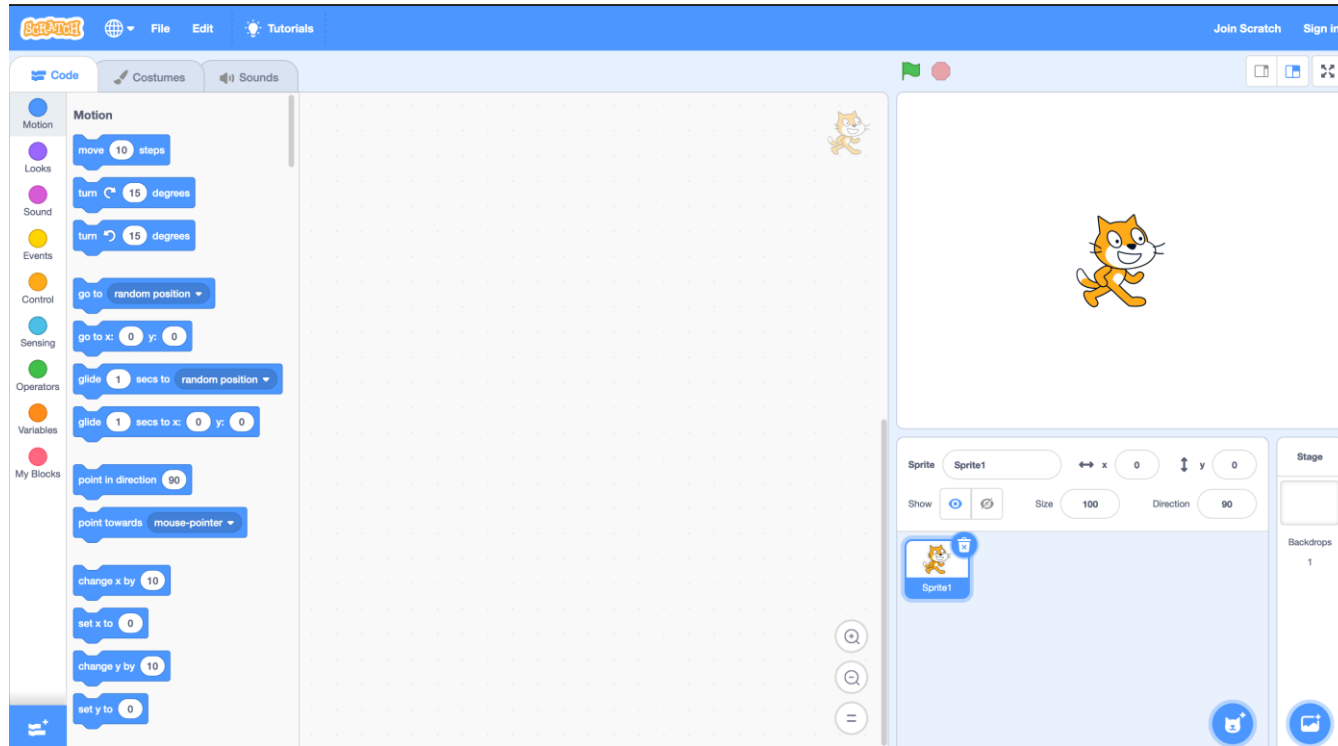 SCRATCH File Edit Tutorials Join Scratch Sign in
Code Costumes Sounds
Motion
Looks
Sound
Events
Control
Sensing
Operators
Variables
My Blocks
Motion
move 10 steps
turn 15 degrees
turn 15 degrees
go to random position
go to x: 0 y: 0
glide 1 secs to random position
glide 1 secs to x: 0 y: 0
point in direction 90
point towards mouse-pointer
change x by 10
set x to 0
change y by 10
set y to 0
Sprite Sprite1 x 0 y 0
Show Size 100 Direction 90
Sprite1
Stage
Backdrops
1